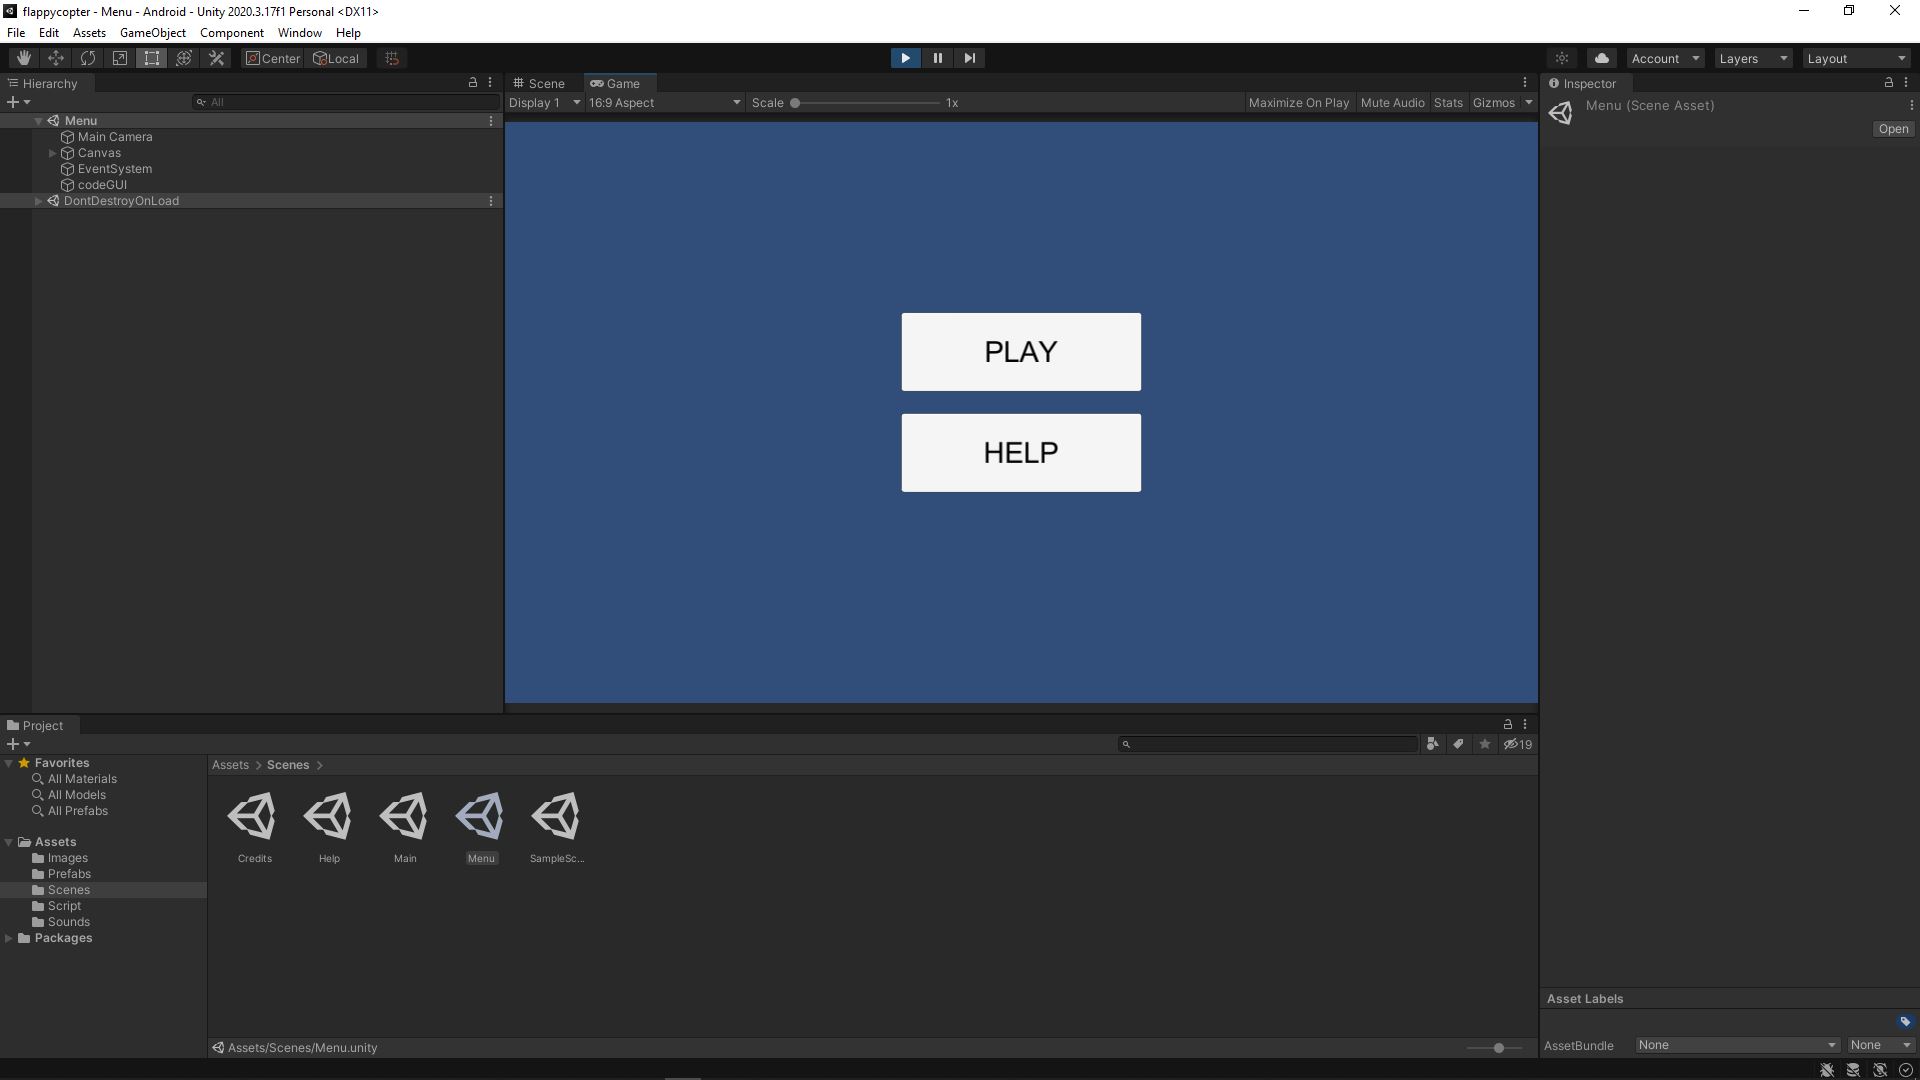 flappycopter - Menu - Android - Unity 2020.3.17f1 Personal <DX11>
File Edit Assets GameObject Component Window Help
Center Local Account Layers Layout
Hierarchy
All
Menu
Main Camera
Canvas
EventSystem
codeGUI
DontDestroyOnLoad
Scene Game
Display 1 16:9 Aspect Scale 1x Maximize On Play Mute Audio Stats Gizmos
PLAY
HELP
Inspector
Menu (Scene Asset)
Open
Project
19
Favorites
All Materials
All Models
All Prefabs
Assets
Images
Prefabs
Scenes
Script
Sounds
Packages
Assets > Scenes >
Credits Help Main Menu SampleSc...
Assets/Scenes/Menu.unity
Asset Labels
AssetBundle None None